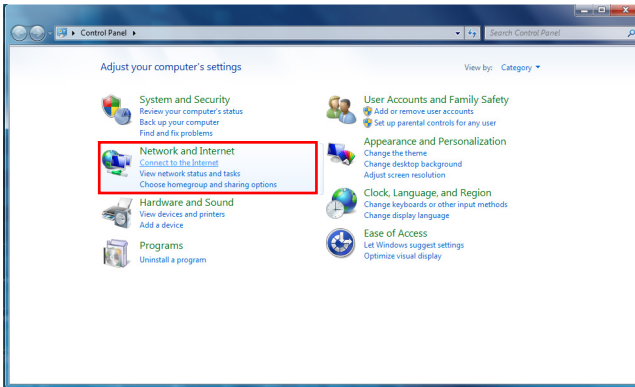 Control Panel
Search Control Panel
Adjust your computer's settings
View by: Category
System and Security
Review your computer's status
Back up your computer
Find and fix problems
Network and Internet
Connect to the Internet
View network status and tasks
Choose homegroup and sharing options
Hardware and Sound
View devices and printers
Add a device
Programs
Uninstall a program
User Accounts and Family Safety
Add or remove user accounts
Set up parental controls for any user
Appearance and Personalization
Change the theme
Change desktop background
Adjust screen resolution
Clock, Language, and Region
Change keyboards or other input methods
Change display language
Ease of Access
Let Windows suggest settings
Optimize visual display